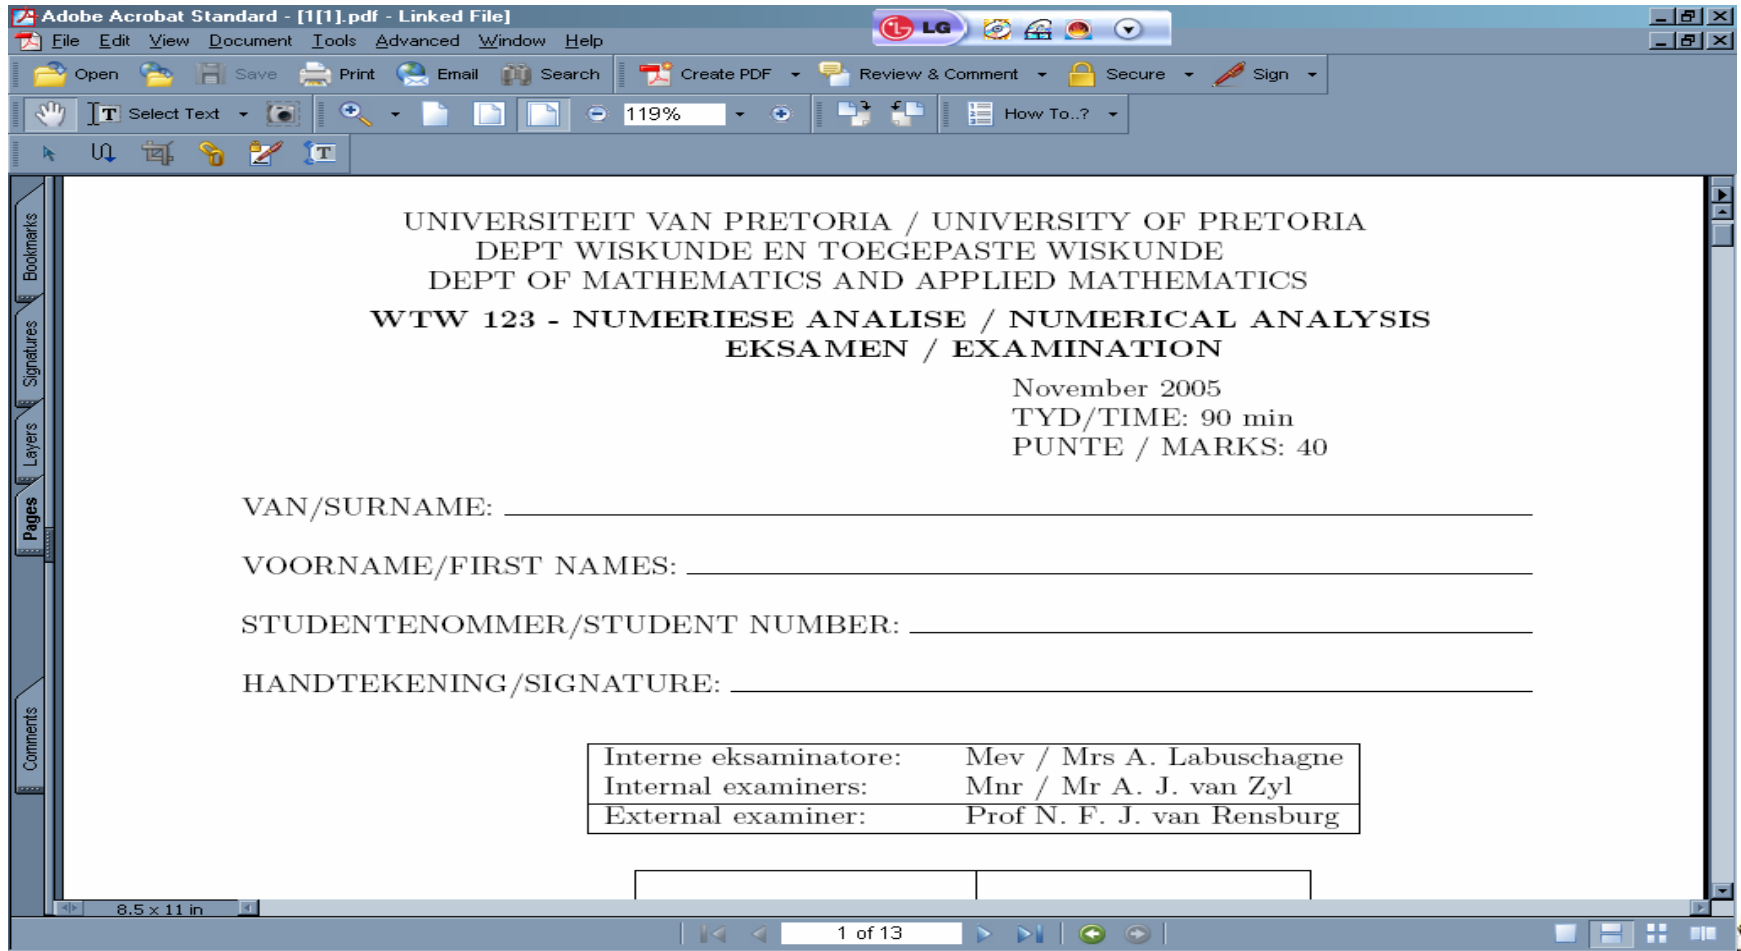 Adobe Acrobat Standard - [1[1].pdf - Linked File]
LG
File Edit View Document Tools Advanced Window Help
Open Save Print Email Search Create PDF Review & Comment Secure Sign
Select Text 119% How To..?
Bookmarks
Signatures
Layers
Pages
Comments
UNIVERSITEIT VAN PRETORIA / UNIVERSITY OF PRETORIA
DEPT WISKUNDE EN TOEGEPASTE WISKUNDE
DEPT OF MATHEMATICS AND APPLIED MATHEMATICS
WTW 123 - NUMERIESE ANALISE / NUMERICAL ANALYSIS
EKSAMEN / EXAMINATION
November 2005
TYD/TIME: 90 min
PUNTE / MARKS: 40
VAN/SURNAME:
VOORNAME/FIRST NAMES:
STUDENTENOMMER/STUDENT NUMBER:
HANDTEKENING/SIGNATURE:
Interne eksaminatore: Mev / Mrs A. Labuschagne
Internal examiners: Mnr / Mr A. J. van Zyl
External examiner: Prof N. F. J. van Rensburg
8.5 x 11 in
1 of 13